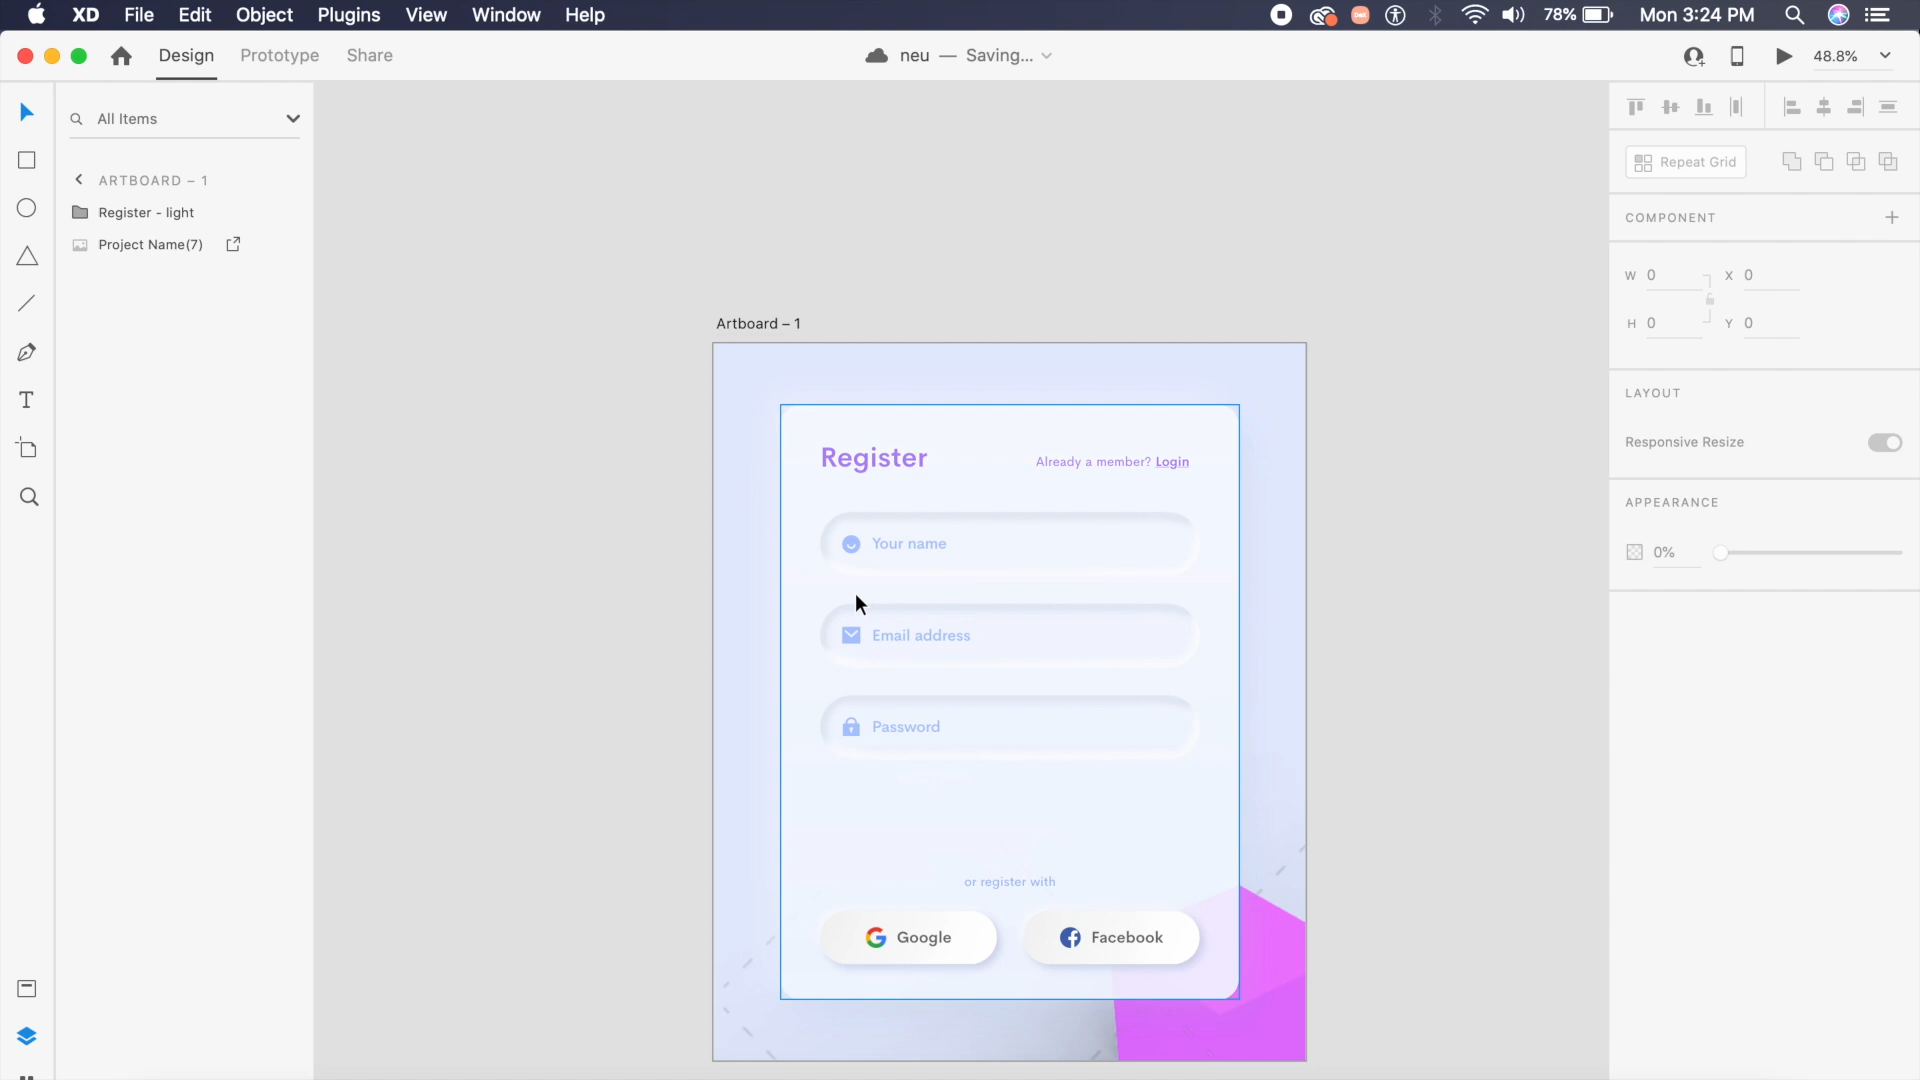 XD File Edit Object Plugins View Window Help 78% Mon 3:24 PM
Design Prototype Share neu — Saving... 48.8%
All Items
ARTBOARD – 1
Register - light
Project Name(7)
Artboard – 1
Register Already a member? Login
Your name
Email address
Password
or register with
Google Facebook
Repeat Grid
COMPONENT
W 0 X 0
H 0 Y 0
LAYOUT
Responsive Resize
APPEARANCE
0%